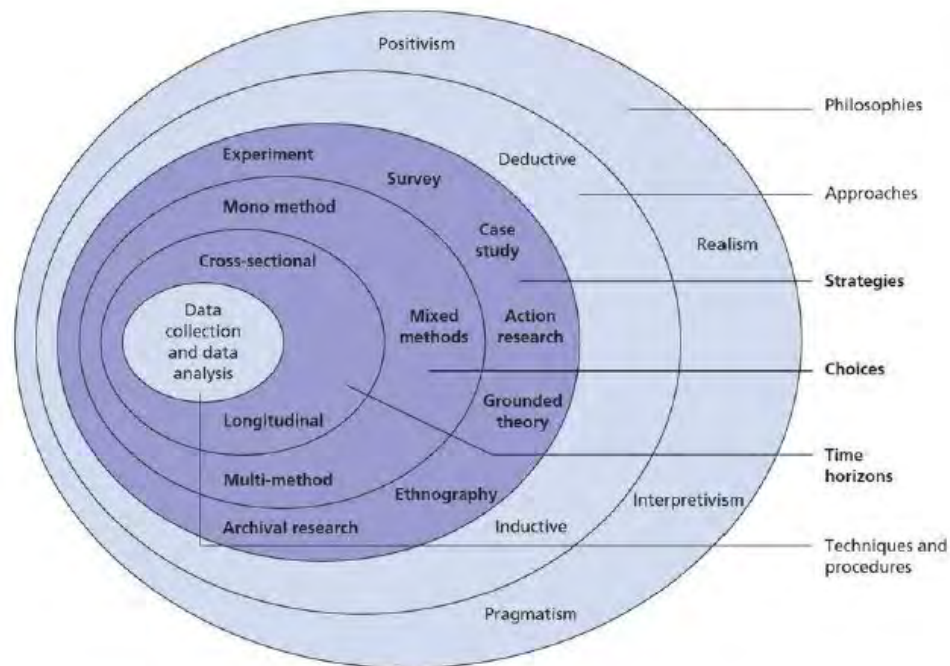 Positivism
Philosophies
Experiment
Deductive
Survey
Approaches
Mono method
Case
study
Realism
Cross-sectional
Strategies
Data
collection
and data
analysis
Mixed
methods
Action
research
Choices
Grounded
theory
Longitudinal
Time
horizons
Multi-method
Ethnography
Interpretivism
Archival research
Inductive
Techniques and
procedures
Pragmatism